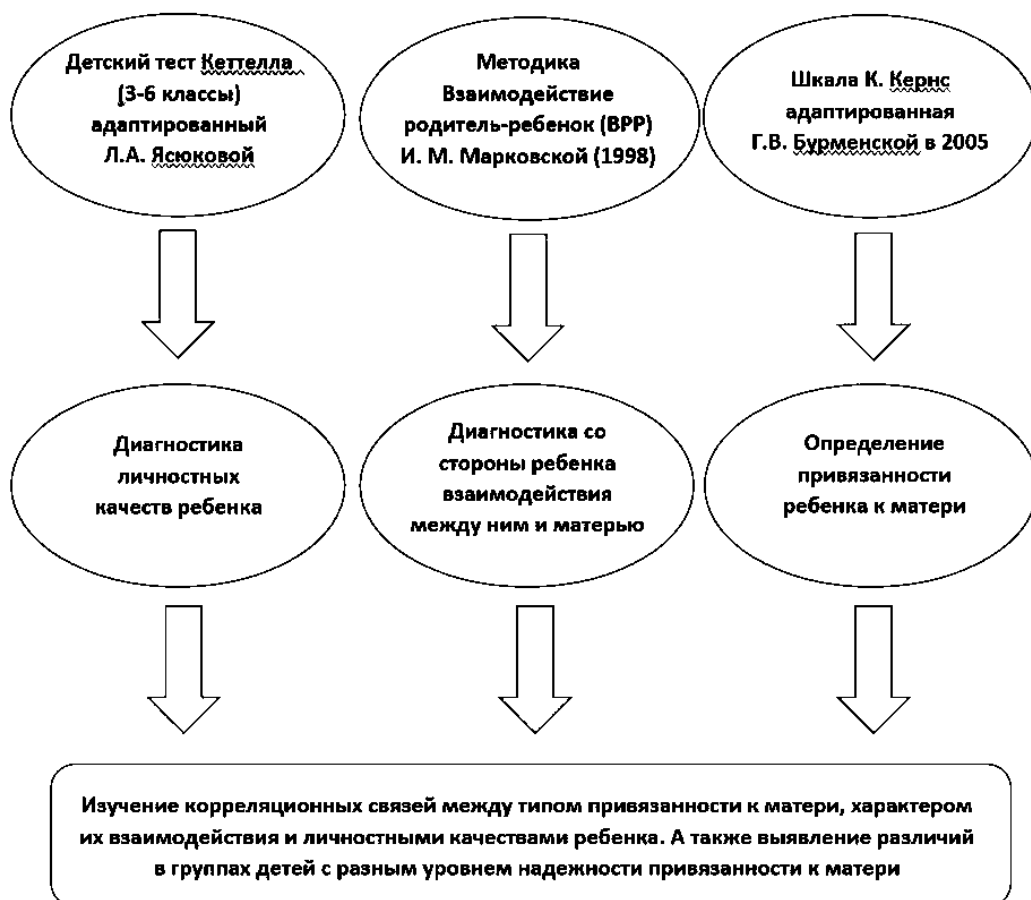 Детский тест Кеттелла
(3-6 классы)
адаптированный
Л.А. Ясюковой
Методика
Взаимодействие
родитель-ребенок (ВРР)
И. М. Марковской (1998)
Шкала К. Кернс
адаптированная
Г.В. Бурменской в 2005
Диагностика
личностных
качеств ребенка
Диагностика со
стороны ребенка
взаимодействия
между ним и матерью
Определение
привязанности
ребенка к матери
Изучение корреляционных связей между типом привязанности к матери, характером
их взаимодействия и личностными качествами ребенка. А также выявление различий
в группах детей с разным уровнем надежности привязанности к матери